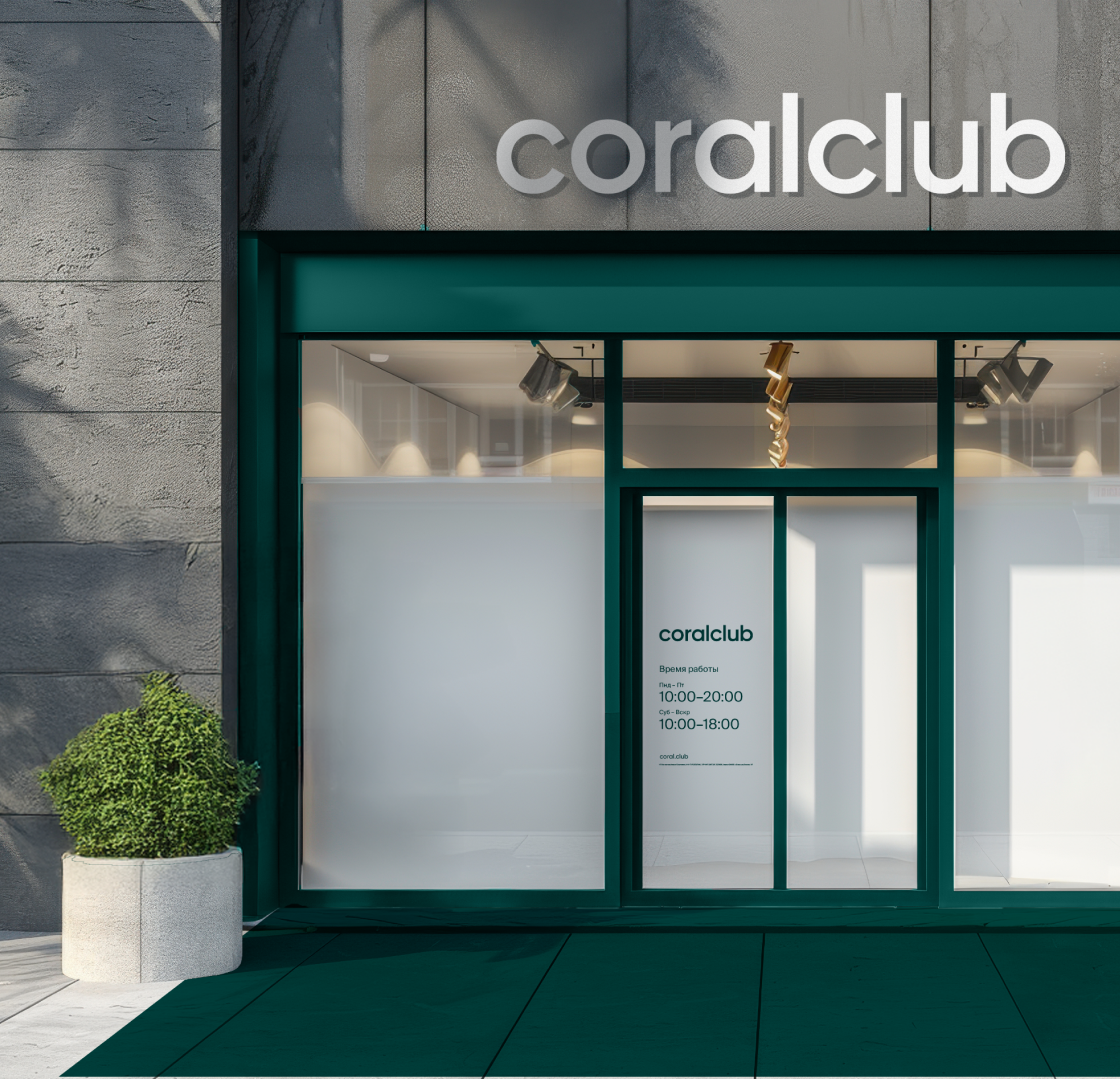 coralclub
coralclub
Время работы
Пнд – Пт
10:00–20:00
Суб – Вскр
10:00–18:00
coral.club